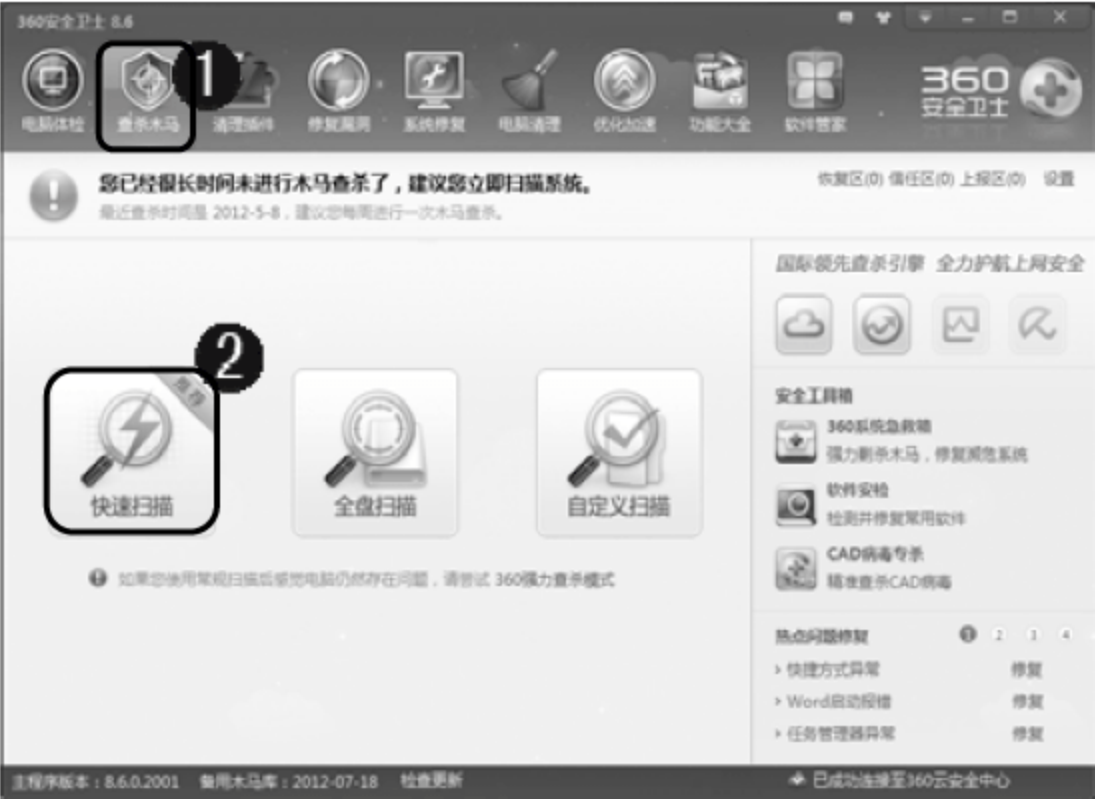 360安全卫士 8.6
1
电脑体检 查杀木马 清理插件 修复漏洞 系统修复 电脑清理 优化加速 功能大全 软件管家
360
安全卫士
您已经很长时间未进行木马查杀了，建议您立即扫描系统。
最近查杀时间是 2012-5-8，建议您每周进行一次木马查杀。
恢复区(0) 信任区(0) 上报区(0) 设置
2
推荐
快速扫描 全盘扫描 自定义扫描
如果您使用常规扫描后感觉电脑仍然存在问题，请尝试 360强力查杀模式
国际领先查杀引擎 全力护航上网安全
安全工具箱
360系统急救箱
强力剿杀木马，修复濒危系统
软件安检
检测并修复常用软件
CAD病毒专杀
精准查杀CAD病毒
热点问题修复 1 2 3 4
快捷方式异常 修复
Word启动报错 修复
任务管理器异常 修复
主程序版本：8.6.0.2001 备用木马库：2012-07-18 检查更新
已成功连接至360云安全中心